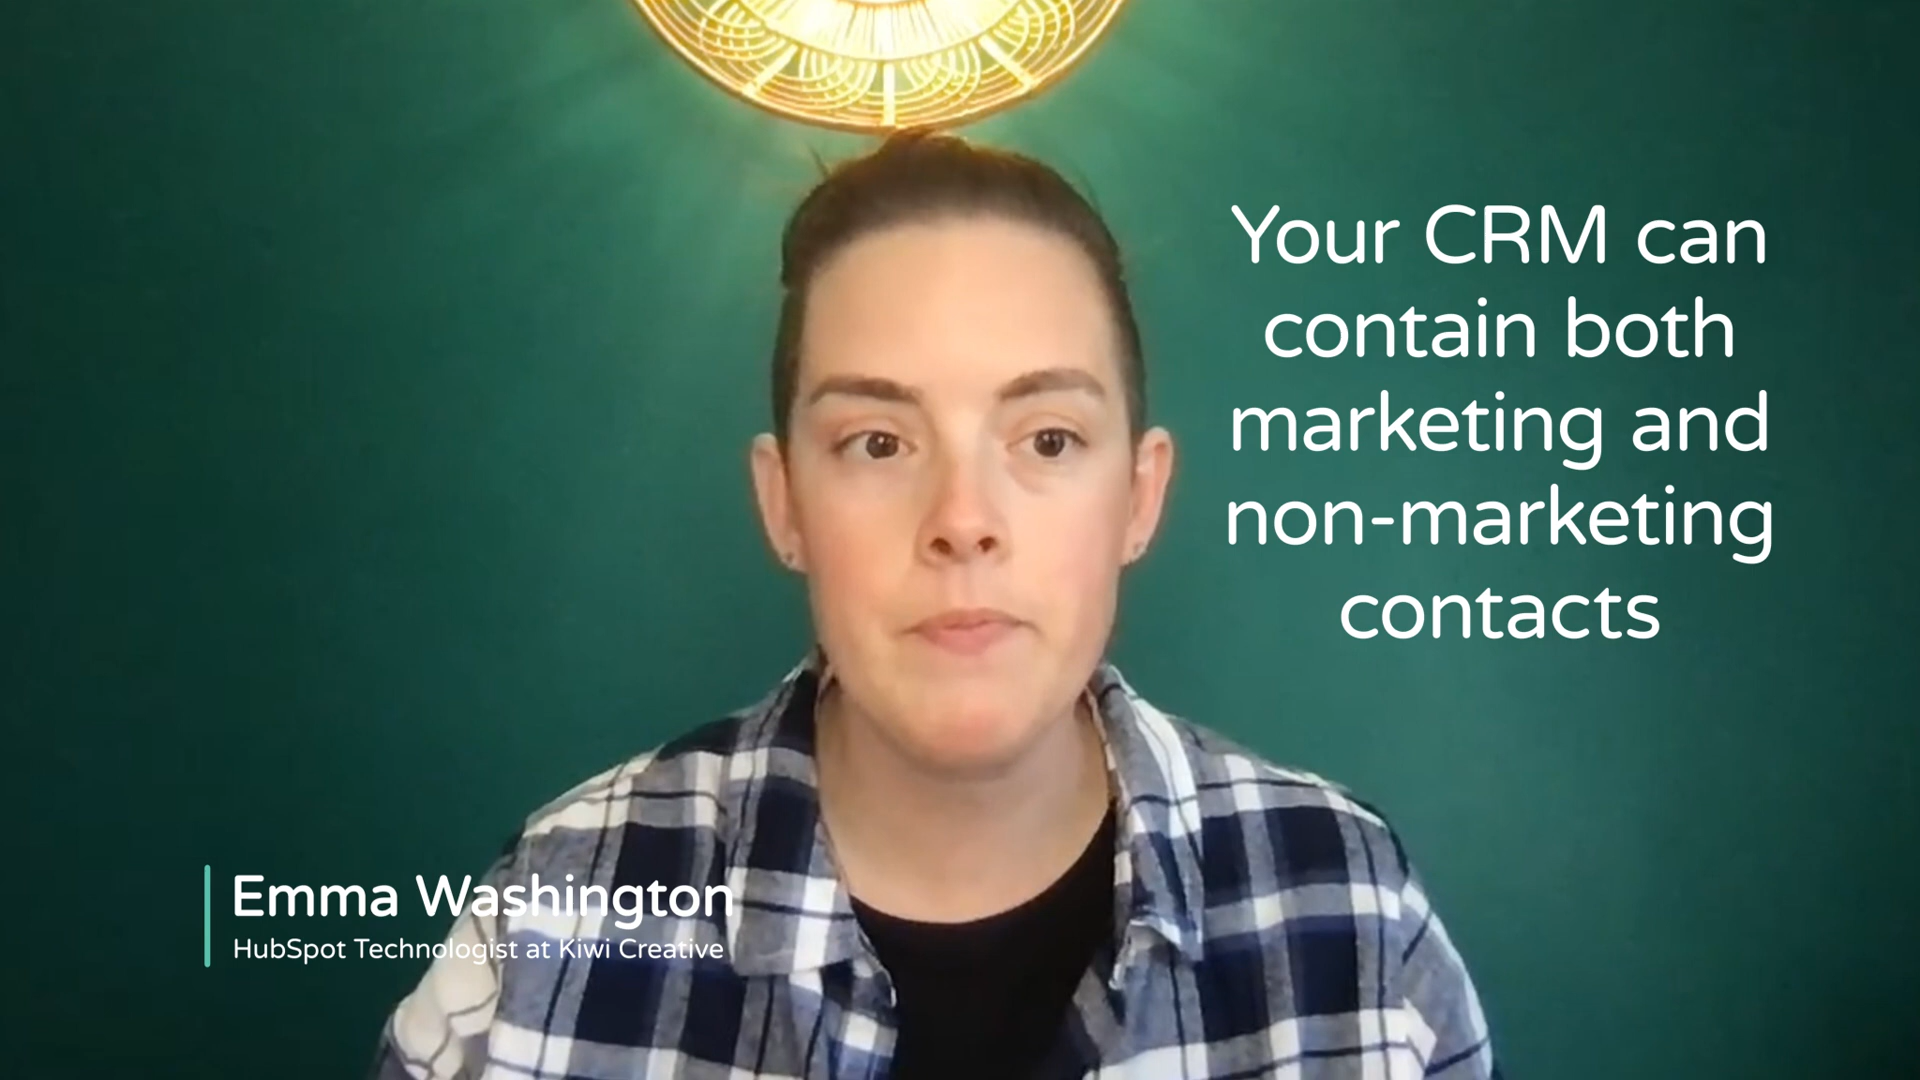 Your CRM can
contain both
marketing and
non-marketing
contacts
Emma Washington
HubSpot Technologist at Kiwi Creative